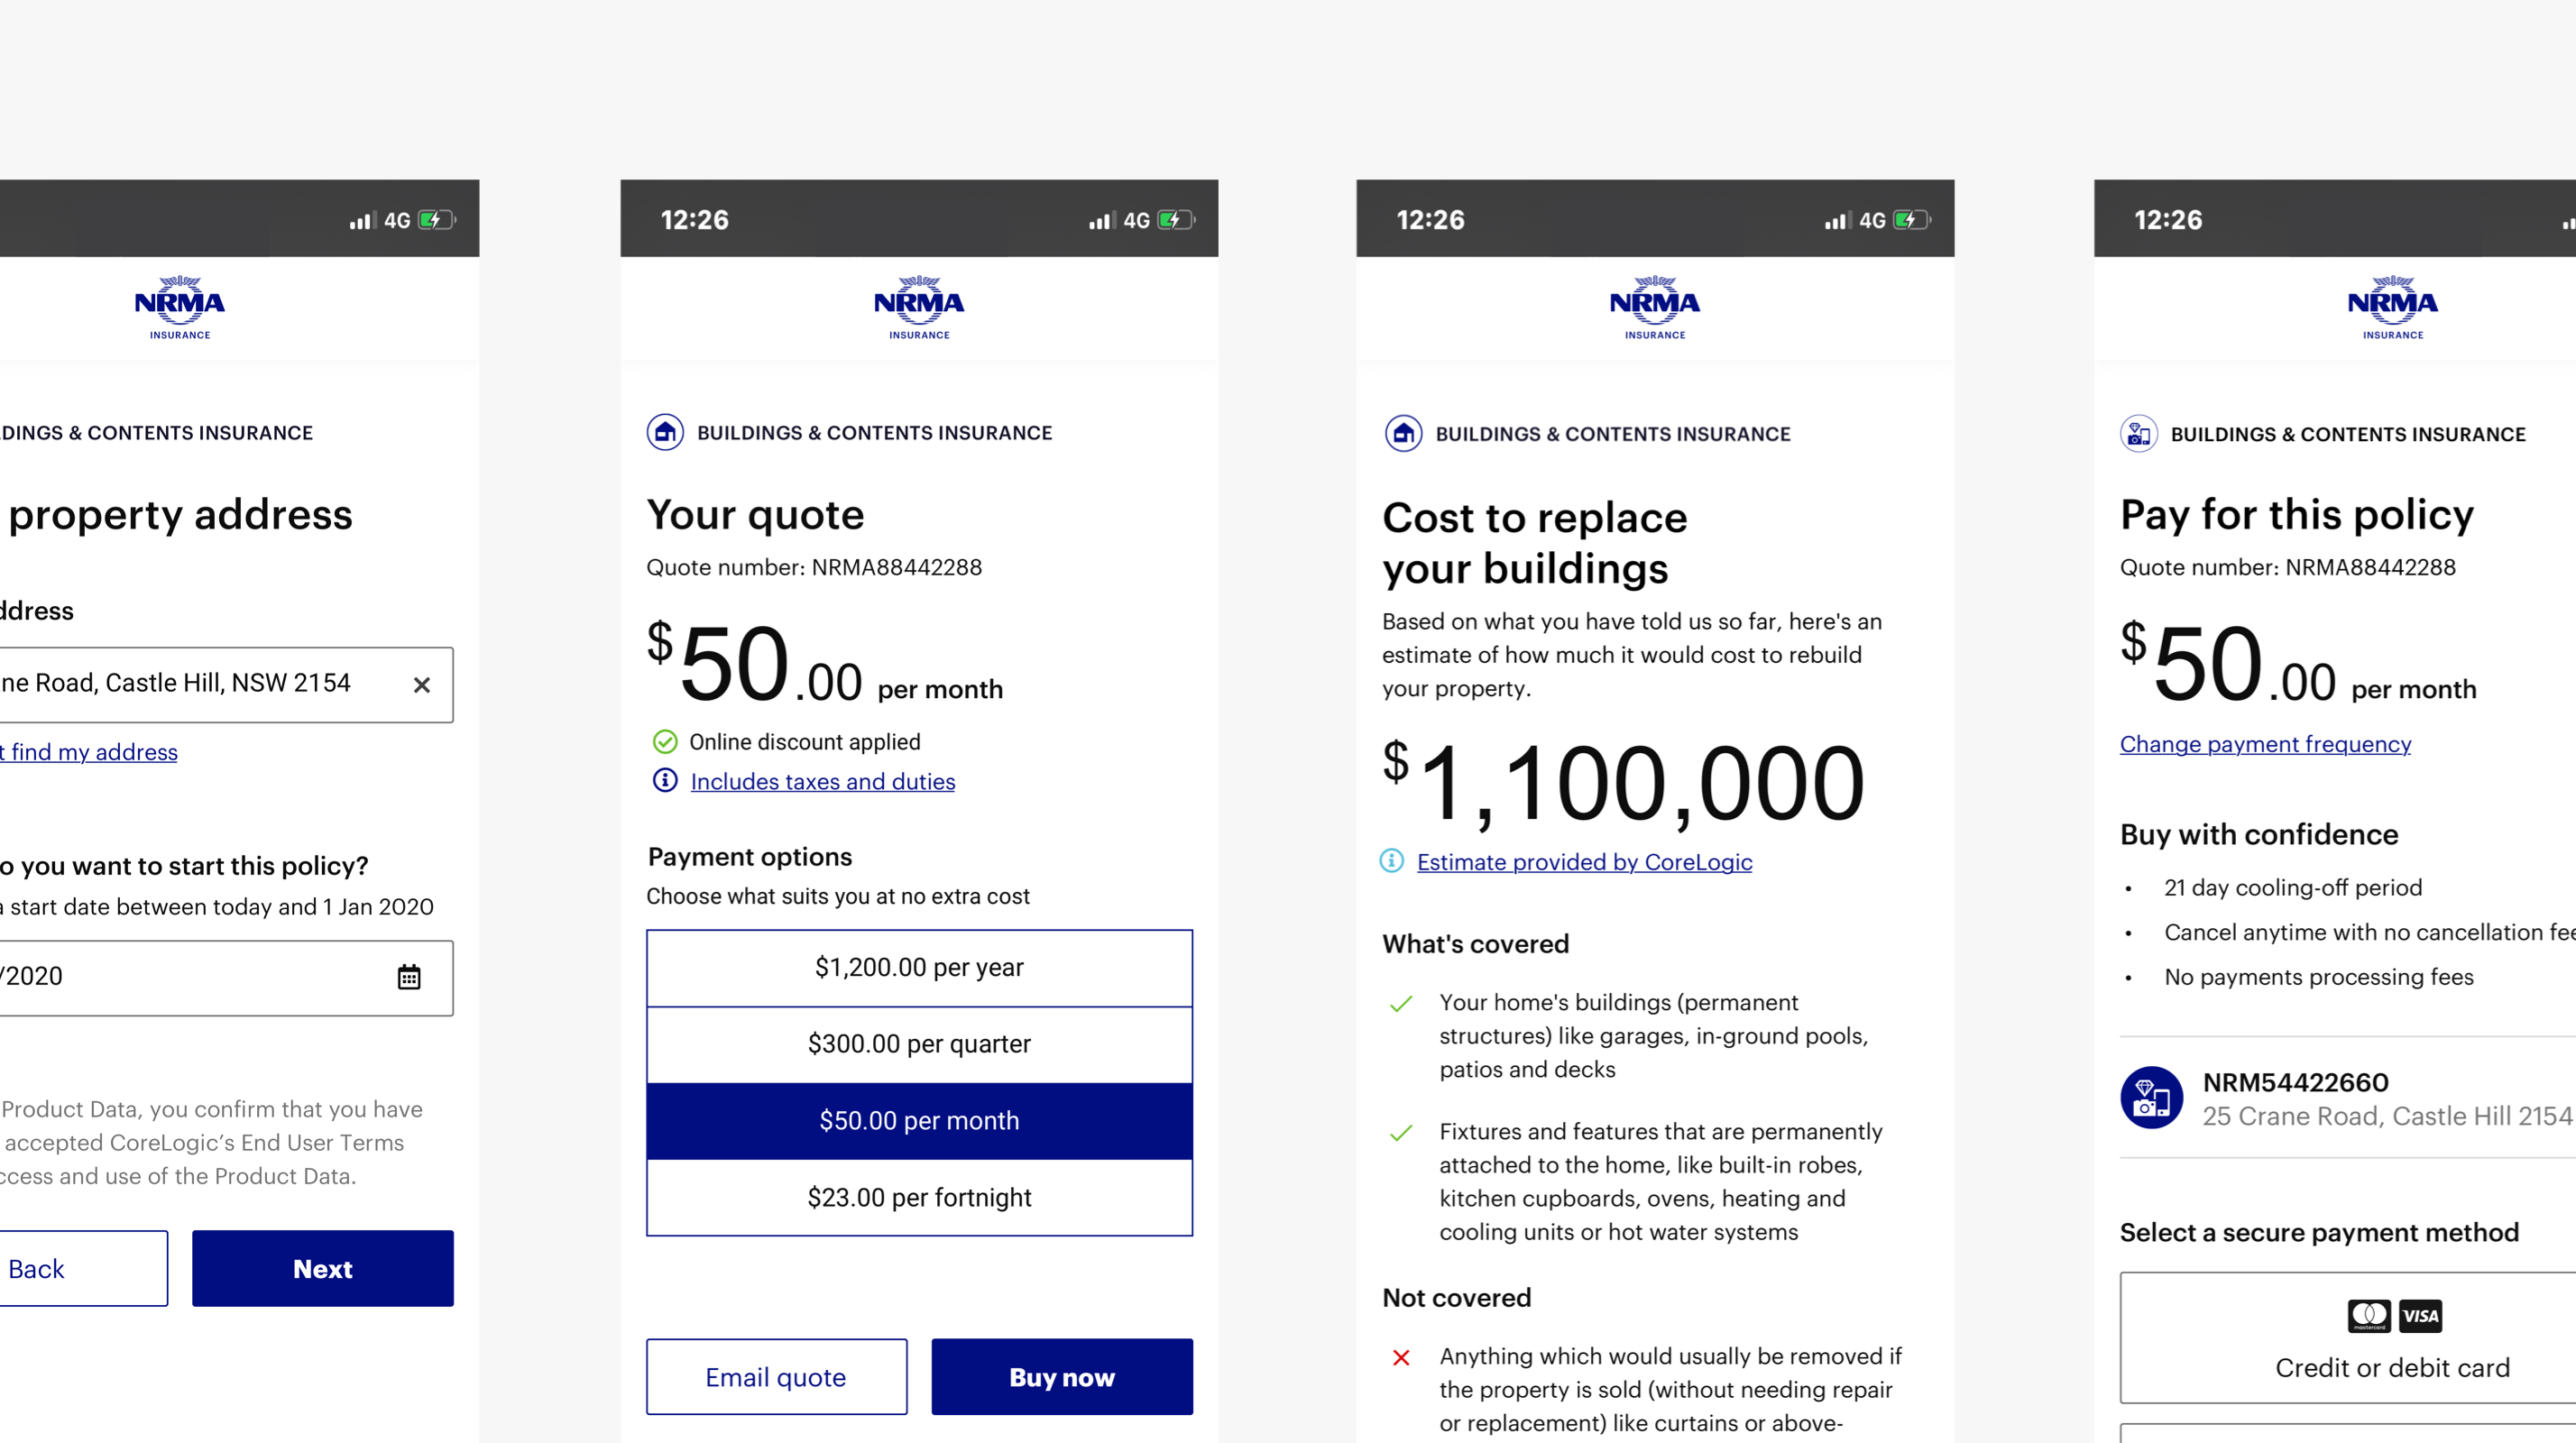 4G
NRMA
INSURANCE
DINGS & CONTENTS INSURANCE
property address
ddress
ne Road, Castle Hill, NSW 2154
t find my address
o you want to start this policy?
a start date between today and 1 Jan 2020
/2020
Product Data, you confirm that you have
accepted CoreLogic’s End User Terms
ccess and use of the Product Data.
Back
Next
12:26
4G
NRMA
INSURANCE
BUILDINGS & CONTENTS INSURANCE
Your quote
Quote number: NRMA88442288
$50.00 per month
Online discount applied
Includes taxes and duties
Payment options
Choose what suits you at no extra cost
$1,200.00 per year
$300.00 per quarter
$50.00 per month
$23.00 per fortnight
Email quote
Buy now
12:26
4G
NRMA
INSURANCE
BUILDINGS & CONTENTS INSURANCE
Cost to replace
your buildings
Based on what you have told us so far, here's an
estimate of how much it would cost to rebuild
your property.
$1,100,000
Estimate provided by CoreLogic
What's covered
Your home's buildings (permanent
structures) like garages, in-ground pools,
patios and decks
Fixtures and features that are permanently
attached to the home, like built-in robes,
kitchen cupboards, ovens, heating and
cooling units or hot water systems
Not covered
Anything which would usually be removed if
the property is sold (without needing repair
or replacement) like curtains or above-
12:26
NRMA
INSURANCE
BUILDINGS & CONTENTS INSURANCE
Pay for this policy
Quote number: NRMA88442288
$50.00 per month
Change payment frequency
Buy with confidence
• 21 day cooling-off period
• Cancel anytime with no cancellation fee
• No payments processing fees
NRM54422660
25 Crane Road, Castle Hill 2154
Select a secure payment method
mastercard VISA
Credit or debit card